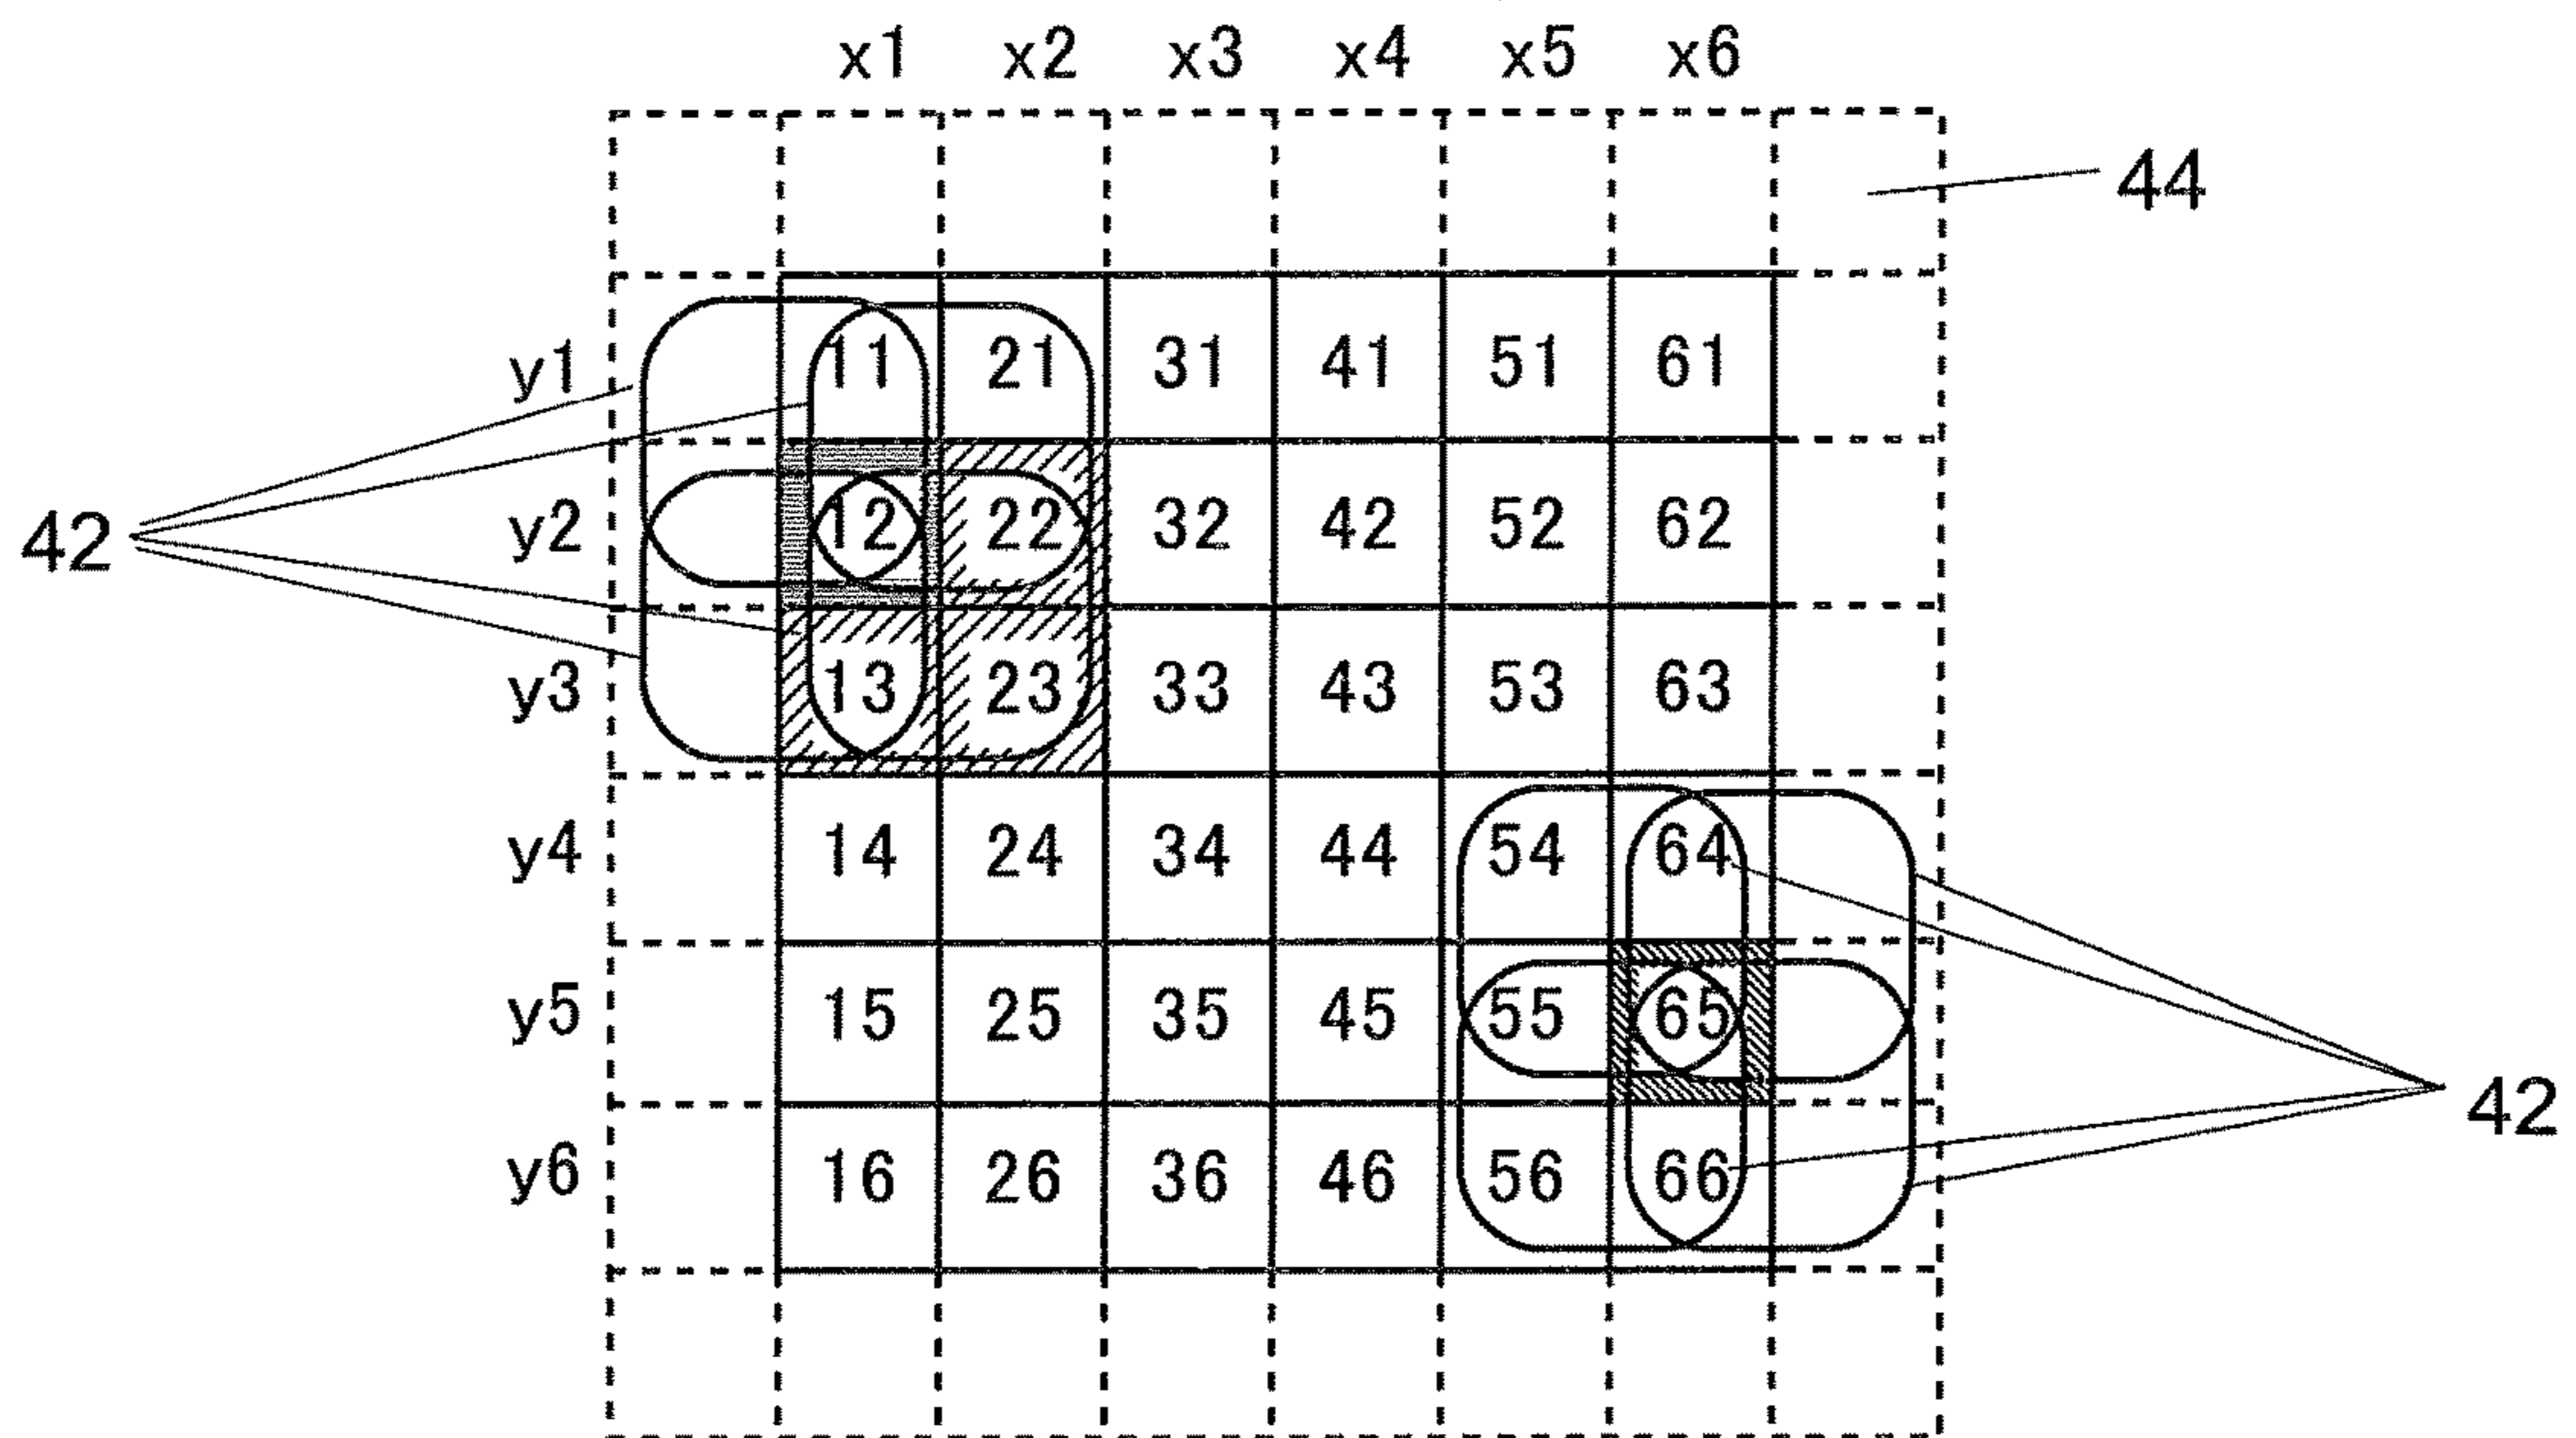 x1 x2 x3 x4 x5 x6
44
y1 11 21 31 41 51 61
42 y2 12 22 32 42 52 62
y3 13 23 33 43 53 63
y4 14 24 34 44 54 64
y5 15 25 35 45 55 65
42
y6 16 26 36 46 56 66